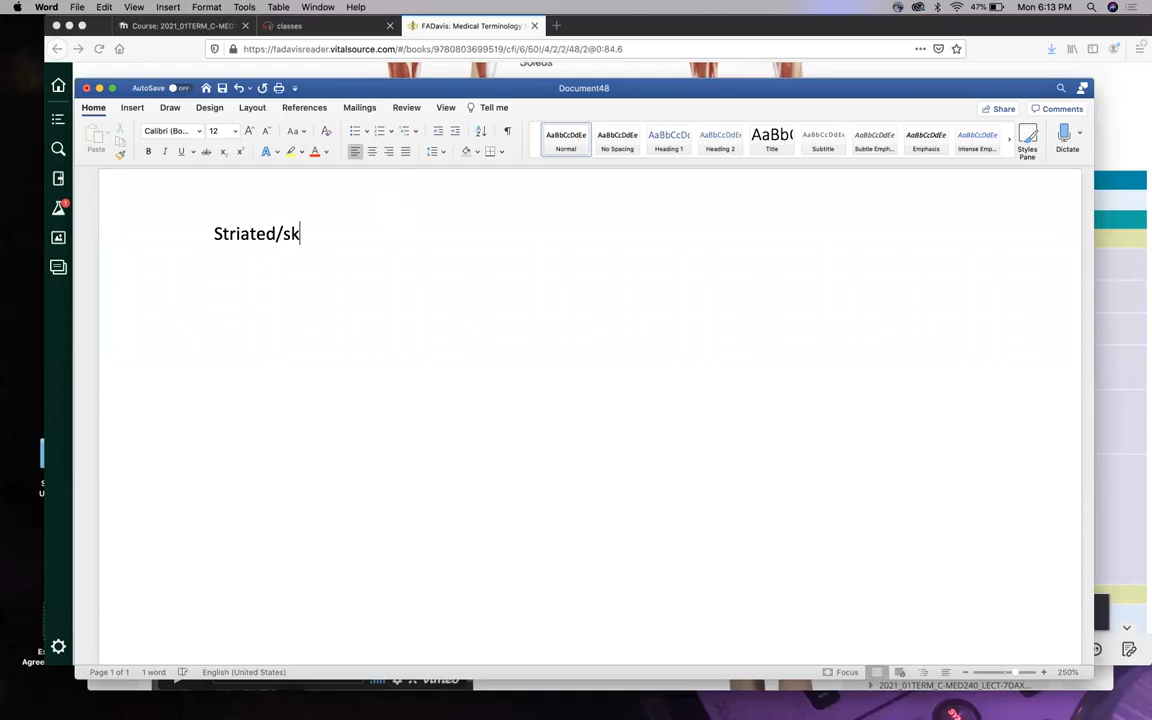 Word File Edit View Insert Format Tools Table Window Help 47% Mon 6:13 PM
Course: 2021_01TERM_C-MED classes FADavis: Medical Terminology
https://fadavisreader.vitalsource.com/#/books/9780803699519/cfi/6/50!/4/2/2/48/2@0:84.6
Soleus
AutoSave OFF Document48
Home Insert Draw Design Layout References Mailings Review View Tell me Share Comments
Paste Calibri (Bo... 12
AaBbCcDdEe AaBbCcDdEe AaBbCcDc AaBbCcDdEe AaBb( AaBbCcDdEe AaBbCcDdEe AaBbCcDdEe AaBbCcDdEe
Normal No Spacing Heading 1 Heading 2 Title Subtitle Subtle Emph... Emphasis Intense Emp... Styles Pane Dictate
Striated/sk
Agree
Page 1 of 1 1 word English (United States) Focus 250%
vimeo 2021_01TERM_C-MED240_LECT-7DAX...